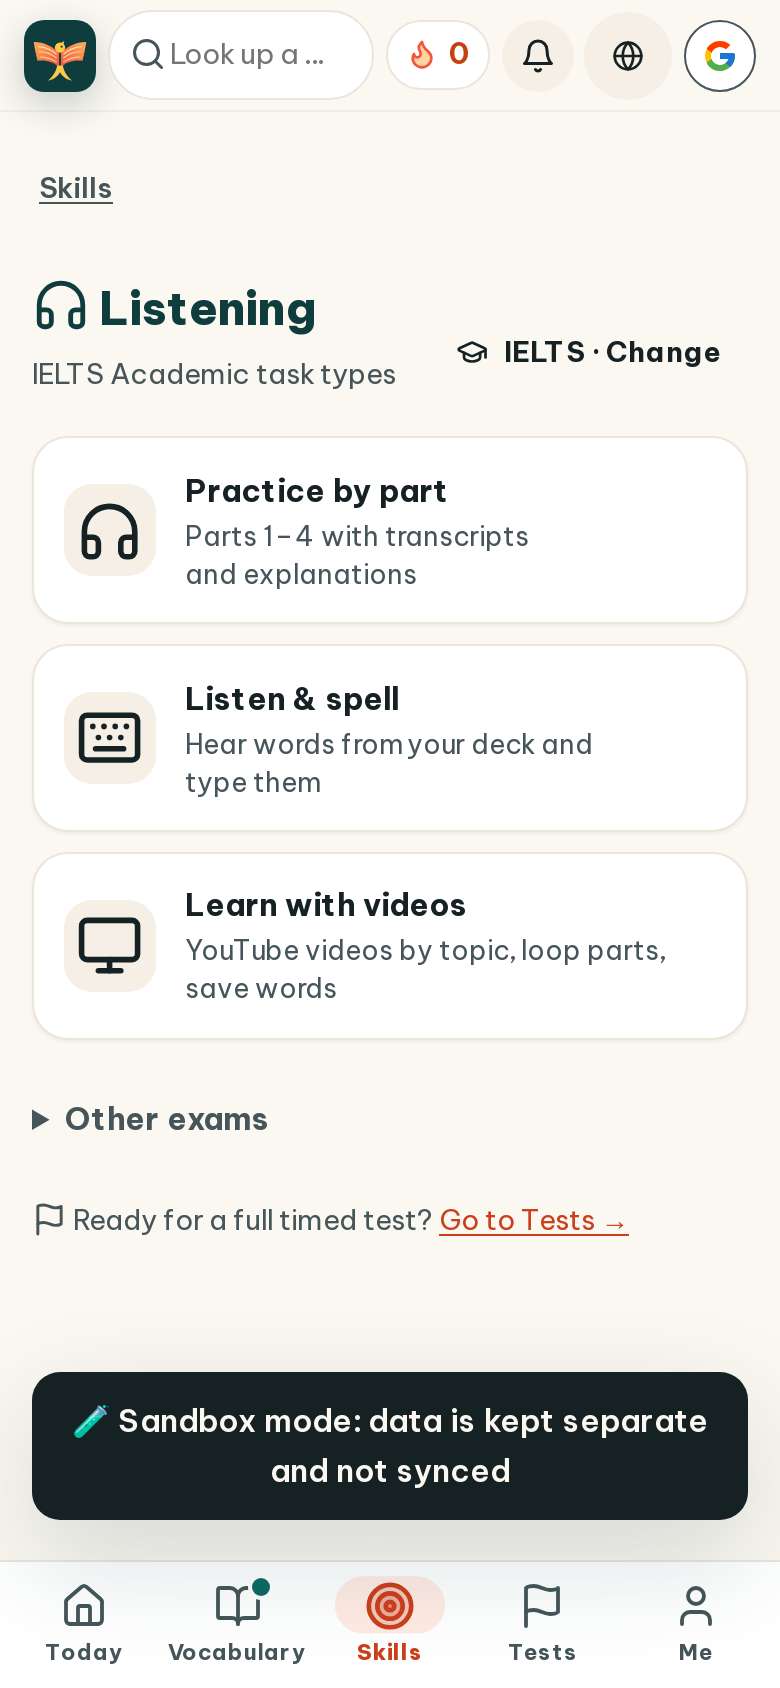 Look up a ...
0
Skills
Listening
IELTS Academic task types
IELTS · Change
Practice by part
Parts 1–4 with transcripts
and explanations
Listen & spell
Hear words from your deck and
type them
Learn with videos
YouTube videos by topic, loop parts,
save words
Other exams
Ready for a full timed test? Go to Tests →
Sandbox mode: data is kept separate
and not synced
Today
Vocabulary
Skills
Tests
Me